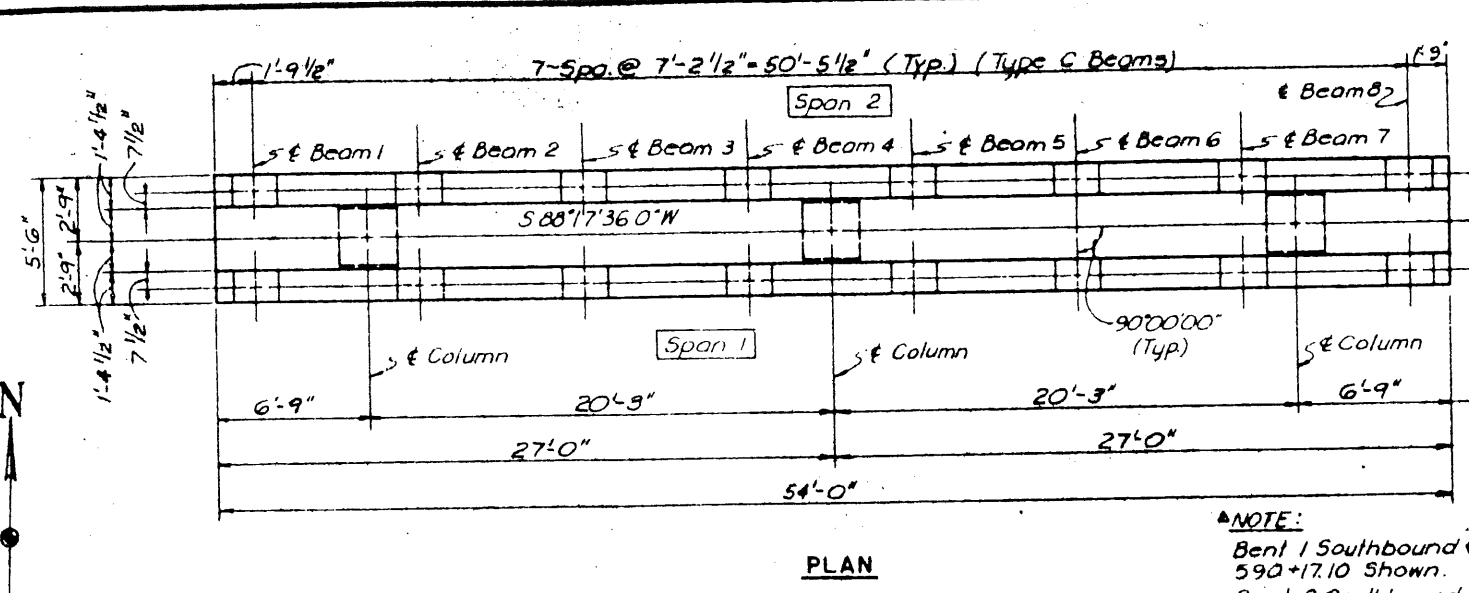 1'-9 1/2" 7~Spa. @ 7'-2 1/2" = 50'-5 1/2" (Typ.) (Type C Beams) 1'-9"
Span 2
℄ Beam 8
℄ Beam 1 ℄ Beam 2 ℄ Beam 3 ℄ Beam 4 ℄ Beam 5 ℄ Beam 6 ℄ Beam 7
1'-4 1/2"
7 1/2"
5'-6"
2'-9"
2'-9"
1'-4 1/2"
7 1/2"
S 88°17'36.0" W
90°00'00"
(Typ.)
Span 1
℄ Column ℄ Column ℄ Column
N
6'-9" 20'-3" 20'-3" 6'-9"
27'-0" 27'-0"
54'-0"
PLAN
NOTE:
Bent 1 Southbound
590+17.10 Shown.